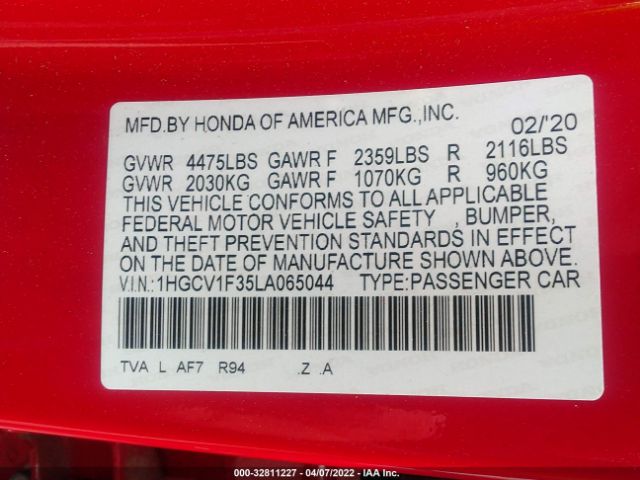 MFD.BY HONDA OF AMERICA MFG.,INC. 02/'20
GVWR 4475LBS GAWR F 2359LBS R 2116LBS
GVWR 2030KG GAWR F 1070KG R 960KG
THIS VEHICLE CONFORMS TO ALL APPLICABLE
FEDERAL MOTOR VEHICLE SAFETY , BUMPER,
AND THEFT PREVENTION STANDARDS IN EFFECT
ON THE DATE OF MANUFACTURE SHOWN ABOVE.
V.I.N.:1HGCV1F35LA065044 TYPE:PASSENGER CAR
TVA L AF7 R94 .Z .A
000-32811227 - 04/07/2022 - IAA Inc.